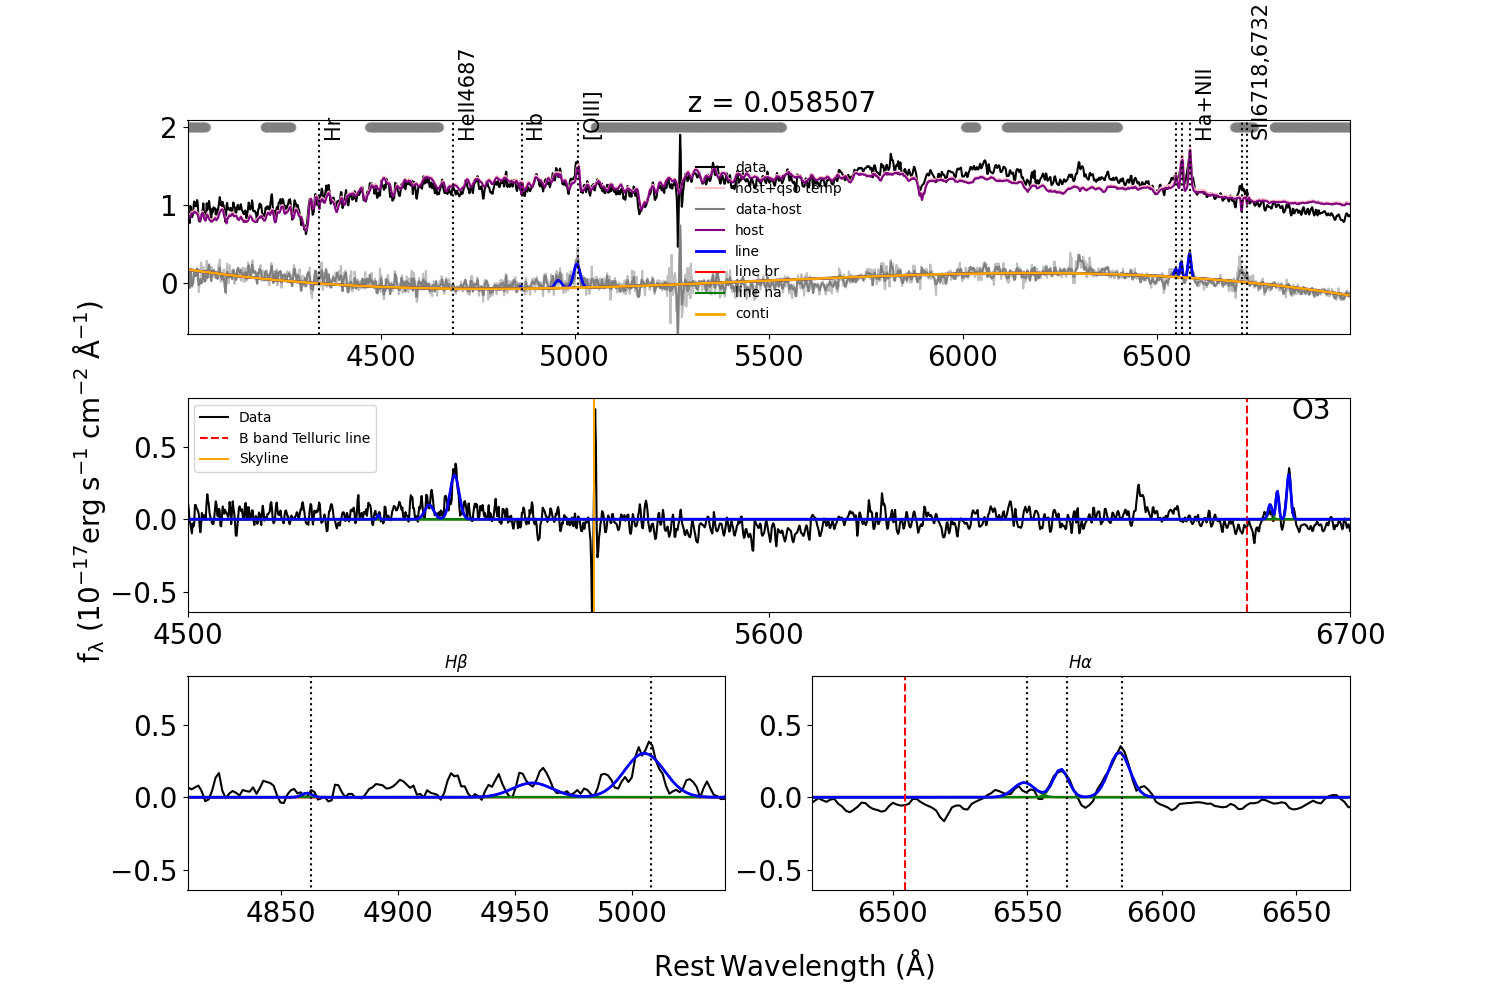 z = 0.058507
Hr
HeII4687
Hb
[OIII]
Ha+NII
SII6718,6732
2
1
0
data
host+qso temp
data-host
host
line
line br
line na
conti
4500 5000 5500 6000 6500
fλ (10⁻¹⁷erg s⁻¹ cm⁻² Å⁻¹)
O3
Data
B band Telluric line
Skyline
0.5
0.0
−0.5
4500 5600 6700
Hβ
0.5
0.0
−0.5
4850 4900 4950 5000
Hα
0.5
0.0
−0.5
6500 6550 6600 6650
Rest Wavelength (Å)